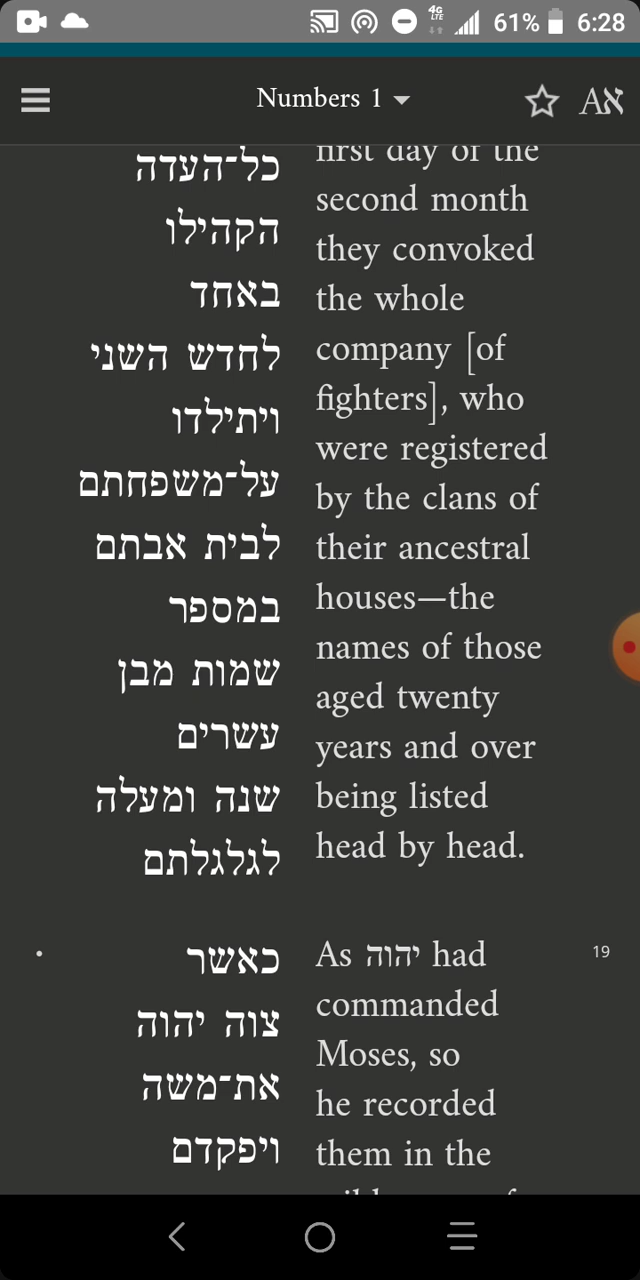 4G
LTE
61%
6:28
Numbers 1
Aא
כל־העדה
הקהילו
באחד
לחדש השני
ויתילדו
על־משפחתם
לבית אבתם
במספר
שמות מבן
עשרים
שנה ומעלה
לגלגלתם
first day of the
second month
they convoked
the whole
company [of
fighters], who
were registered
by the clans of
their ancestral
houses—the
names of those
aged twenty
years and over
being listed
head by head.
כאשר
צוה יהוה
את־משה
ויפקדם
As יהוה had
commanded
Moses, so
he recorded
them in the
19